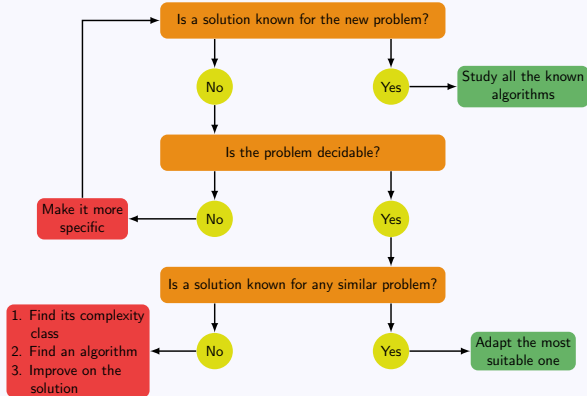 Is a solution known for the new problem?
No
Yes
Study all the known
algorithms
Is the problem decidable?
Make it more
specific
No
Yes
Is a solution known for any similar problem?
1. Find its complexity
class
2. Find an algorithm
3. Improve on the
solution
No
Yes
Adapt the most
suitable one